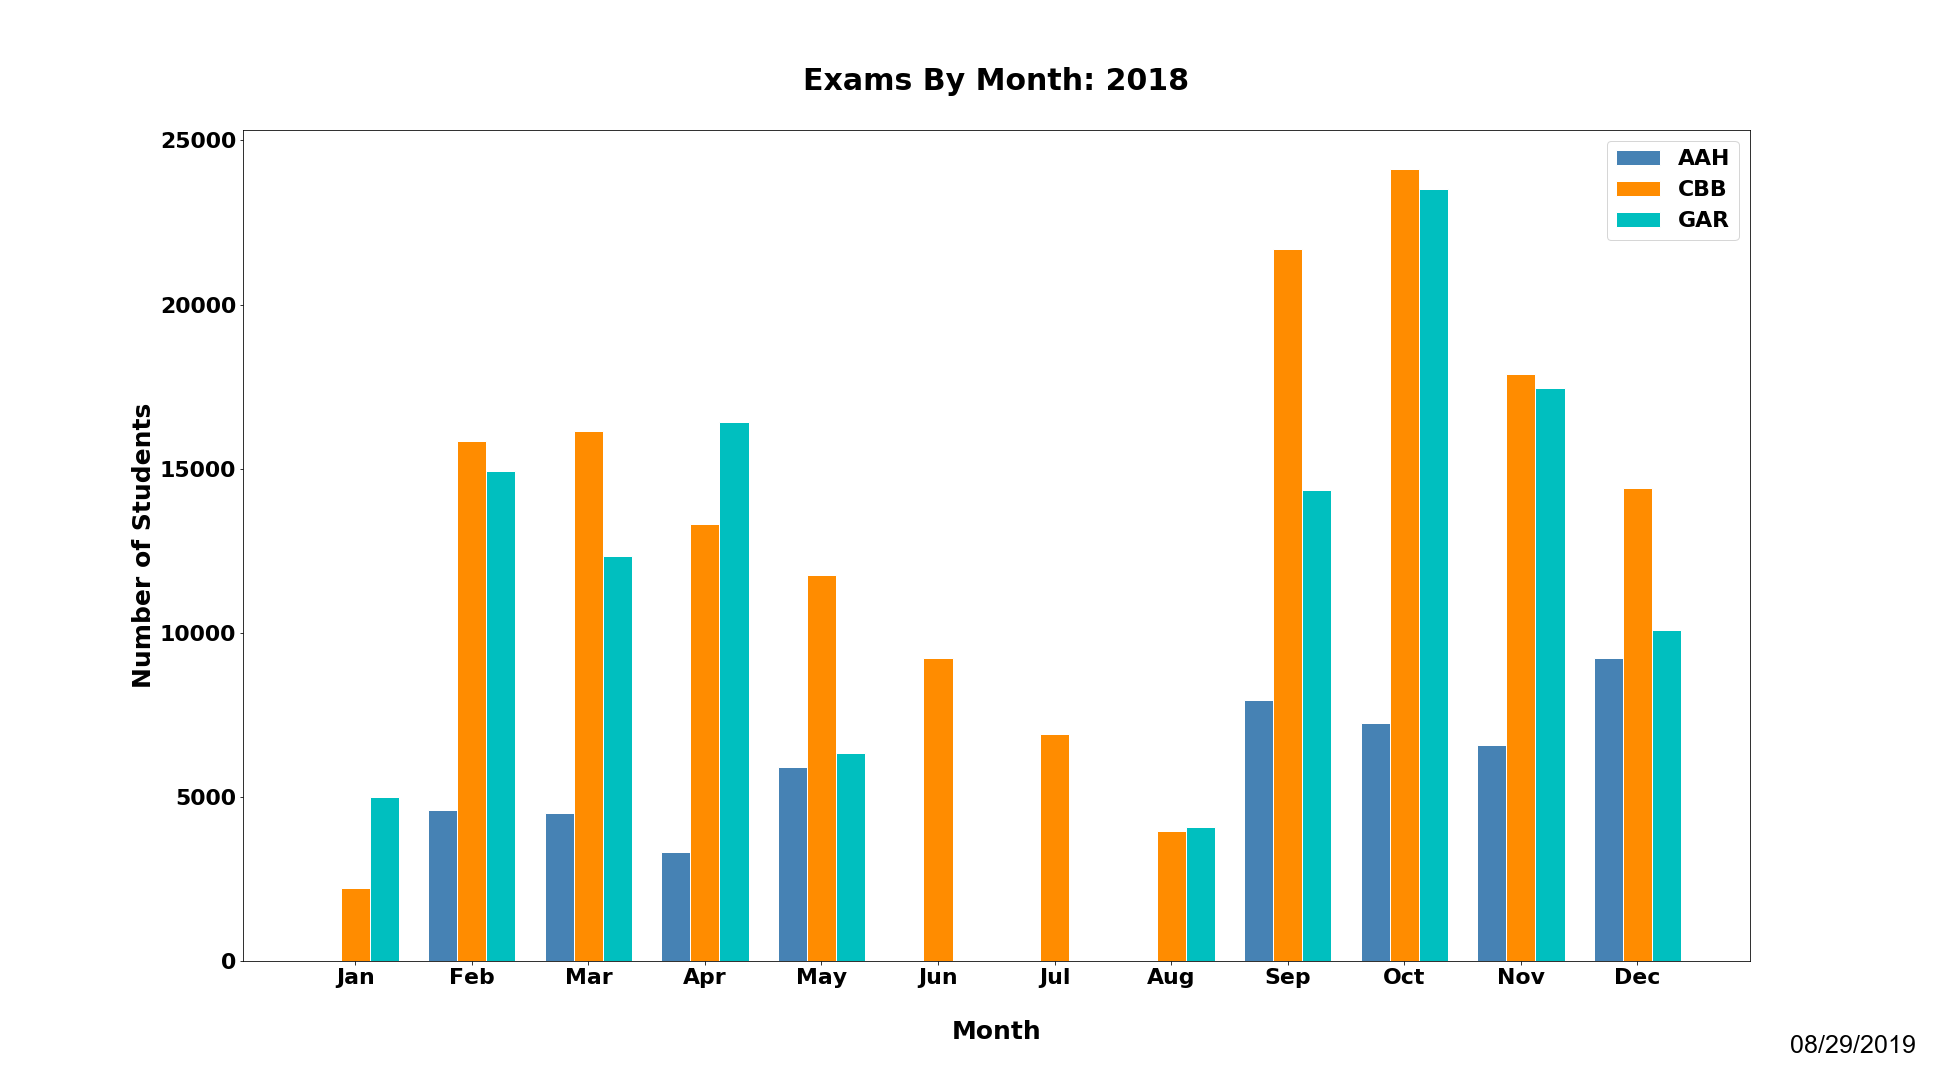 Exams By Month: 2018
25000
20000
15000
10000
5000
0
Number of Students
AAH
CBB
GAR
Jan Feb Mar Apr May Jun Jul Aug Sep Oct Nov Dec
Month
08/29/2019